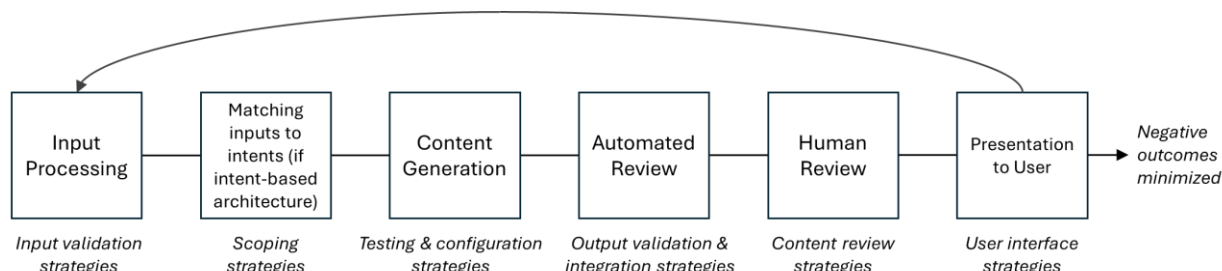 Input
Processing
Matching
inputs to
intents (if
intent-based
architecture)
Content
Generation
Automated
Review
Human
Review
Presentation
to User
Negative
outcomes
minimized
Input validation
strategies
Scoping
strategies
Testing & configuration
strategies
Output validation &
integration strategies
Content review
strategies
User interface
strategies